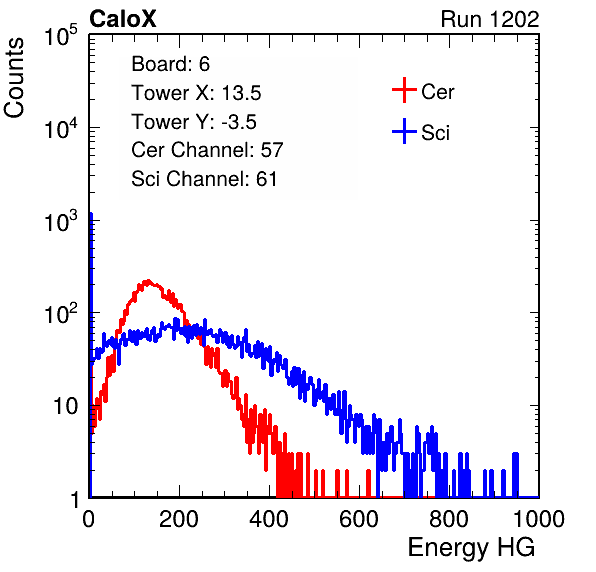 CaloX Run 1202
Counts
Board: 6
Tower X: 13.5
Tower Y: -3.5
Cer Channel: 57
Sci Channel: 61
Cer
Sci
10^5
10^4
10^3
10^2
10
1
0 200 400 600 800 1000
Energy HG